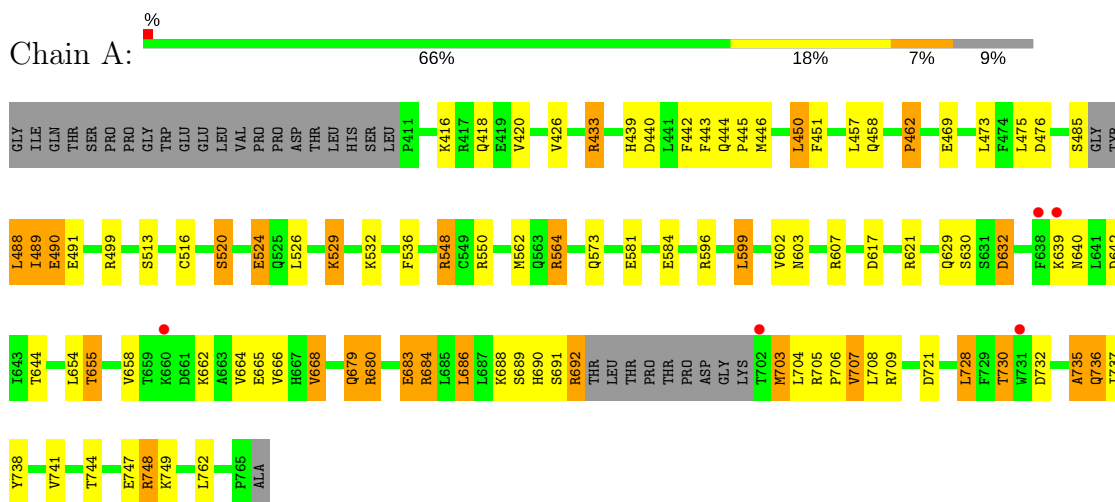 %
Chain A:
66% 18% 7% 9%
GLY ILE GLN THR SER PRO PRO GLY TRP GLU GLU LEU VAL PRO PRO ASP THR LEU HIS SER LEU P411 K416 R417 Q418 E419 V420 V426 R433 H439 D440 L441 F442 F443 Q444 P445 M446 L450 F451 L457 Q458 P462 E469 L473 F474 L475 D476 S485 GLY TYR
L488 I489 E490 E491 R499 S513 C516 S520 E524 Q525 L526 K529 K532 F536 R548 C549 R550 M562 Q563 R564 Q573 E581 E584 R596 L599 V602 N603 R607 D617 R621 Q629 S630 S631 D632 F638 K639 N640 L641 D642
I643 T644 L654 T655 V658 T659 K660 D661 K662 A663 V664 E665 V666 H667 V668 Q679 R680 E683 R684 L685 L686 L687 K688 S689 H690 S691 R692 THR LEU THR PRO THR PRO ASP GLY LYS T702 M703 L704 R705 P706 V707 L708 R709 D721 L728 F729 T730 W731 D732 A735 Q736 I737
Y738 V741 T744 E747 R748 K749 L762 P765 ALA